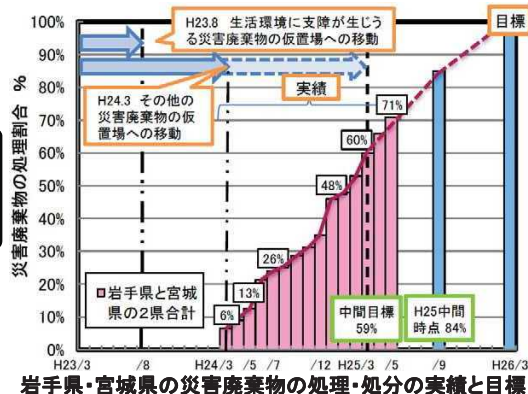 H23.8 生活環境に支障が生じう
る災害廃棄物の仮置場への移動
目標
H24.3 その他の
災害廃棄物の仮
置場への移動
実績
災害廃棄物の処理割合 %
100%
90%
80%
70%
60%
50%
40%
30%
20%
10%
0%
71%
60%
48%
26%
13%
6%
岩手県と宮城
県の2県合計
中間目標
59%
H25中間
時点 84%
H23/3 /8 H24/3 /5 /7 /12 H25/3 /5 /9 H26/3
岩手県・宮城県の災害廃棄物の処理・処分の実績と目標